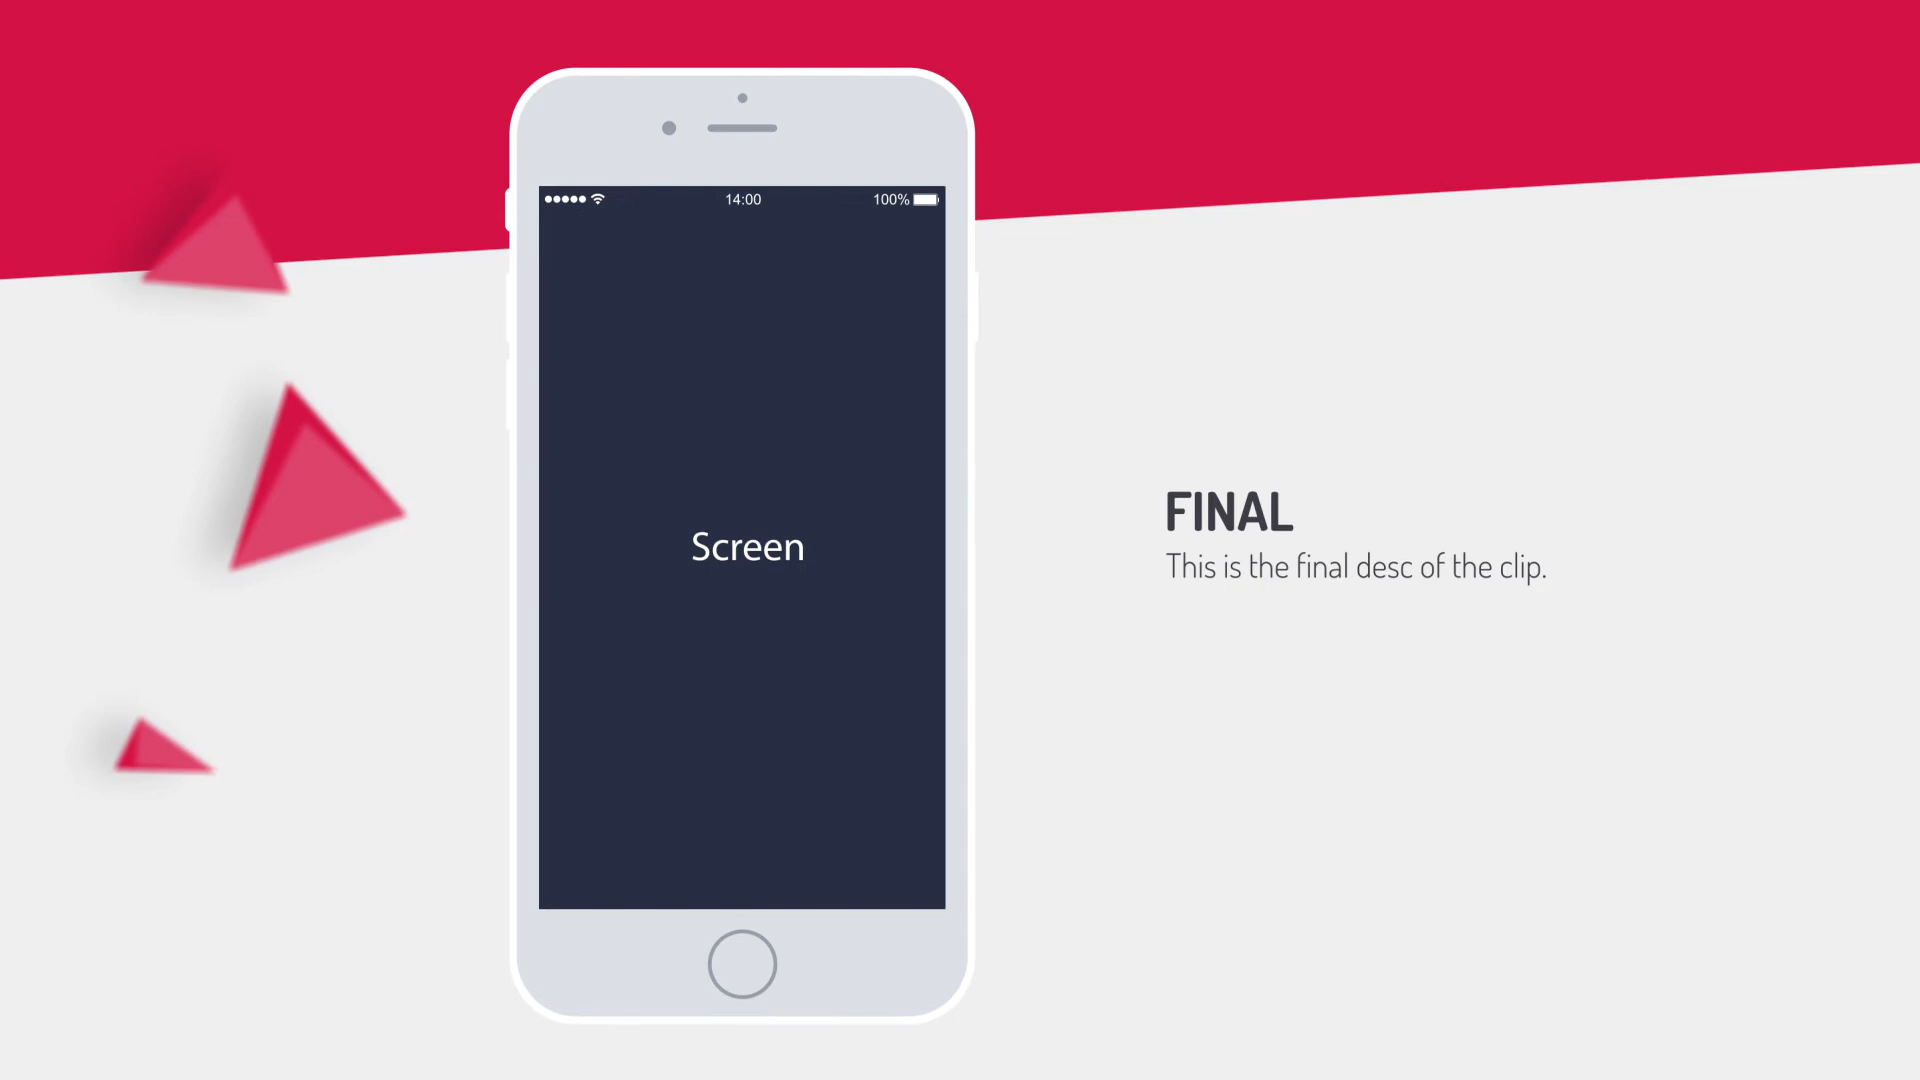 14:00
100%
Screen
FINAL
This is the final desc of the clip.